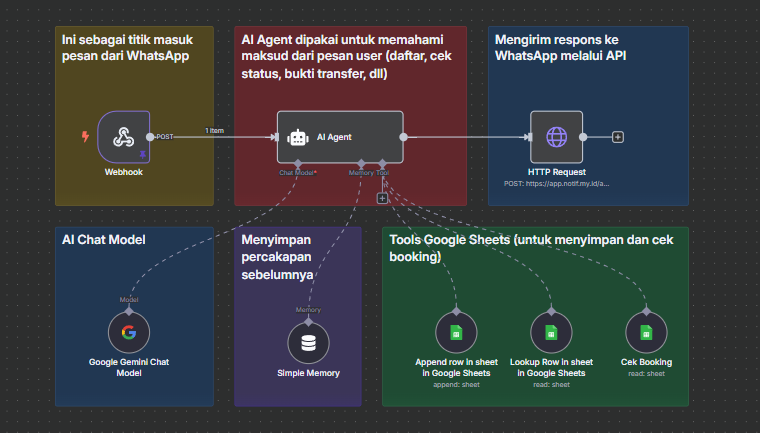 Ini sebagai titik masuk
pesan dari WhatsApp
AI Agent dipakai untuk memahami
maksud dari pesan user (daftar, cek
status, bukti transfer, dll)
Mengirim respons ke
WhatsApp melalui API
POST
1 item
AI Agent
Webhook
Chat Model*
Memory
Tool
HTTP Request
POST: https://app.notif.my.id/a...
AI Chat Model
Menyimpan
percakapan
sebelumnya
Tools Google Sheets (untuk menyimpan dan cek
booking)
Model
Memory
Google Gemini Chat
Model
Simple Memory
Append row in sheet
in Google Sheets
append: sheet
Lookup Row in sheet
in Google Sheets
read: sheet
Cek Booking
read: sheet